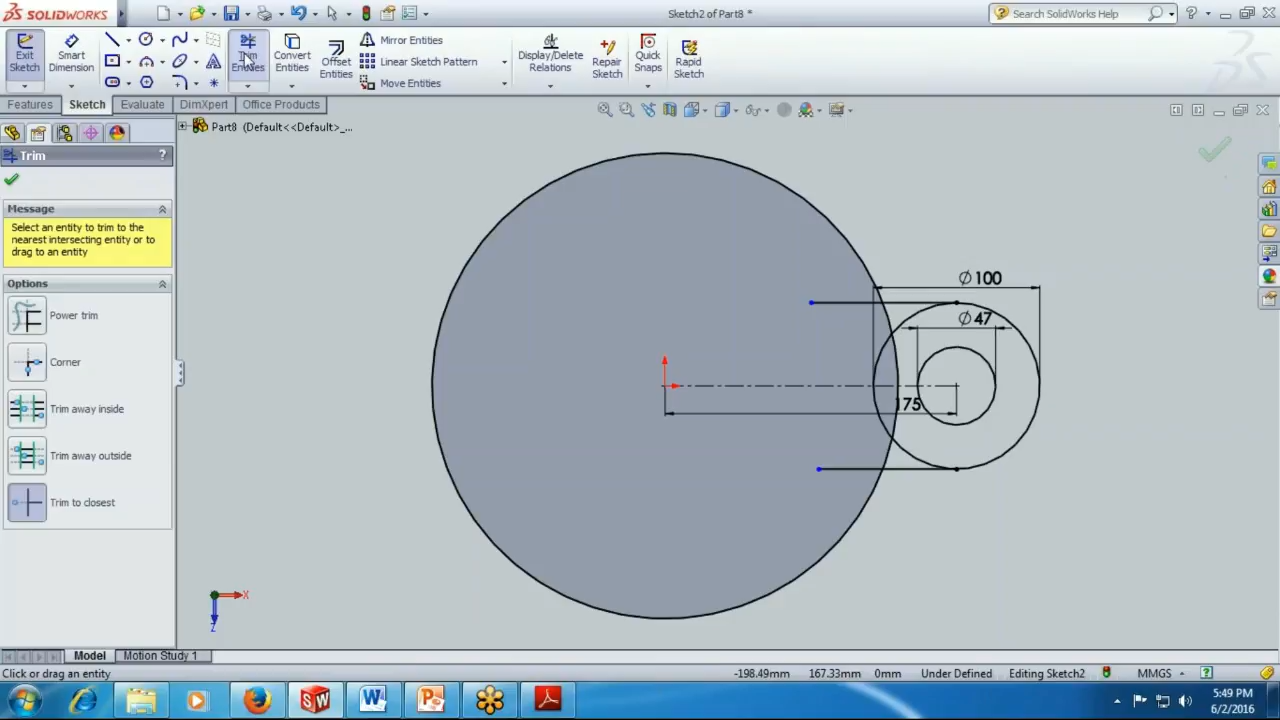 SOLIDWORKS
Sketch2 of Part8 *
Search SolidWorks Help
Exit Sketch
Smart Dimension
Trim Entities
Convert Entities
Offset Entities
Mirror Entities
Linear Sketch Pattern
Move Entities
Display/Delete Relations
Repair Sketch
Quick Snaps
Rapid Sketch
Features
Sketch
Evaluate
DimXpert
Office Products
Part8 (Default<<Default>_...
Trim
?
Message
Select an entity to trim to the
nearest intersecting entity or to
drag to an entity
Options
Power trim
Corner
Trim away inside
Trim away outside
Trim to closest
∅100
∅47
175
X
Z
Model
Motion Study 1
Click or drag an entity
-198.49mm
167.33mm
0mm
Under Defined
Editing Sketch2
MMGS
?
5:49 PM
6/2/2016